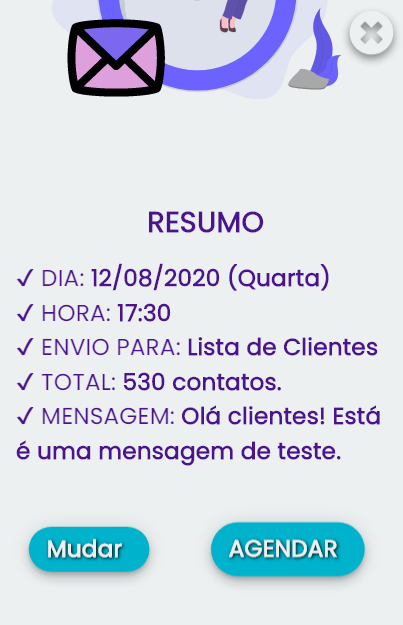 RESUMO
✓ DIA: 12/08/2020 (Quarta)
✓ HORA: 17:30
✓ ENVIO PARA: Lista de Clientes
✓ TOTAL: 530 contatos.
✓ MENSAGEM: Olá clientes! Está
é uma mensagem de teste.
Mudar
AGENDAR